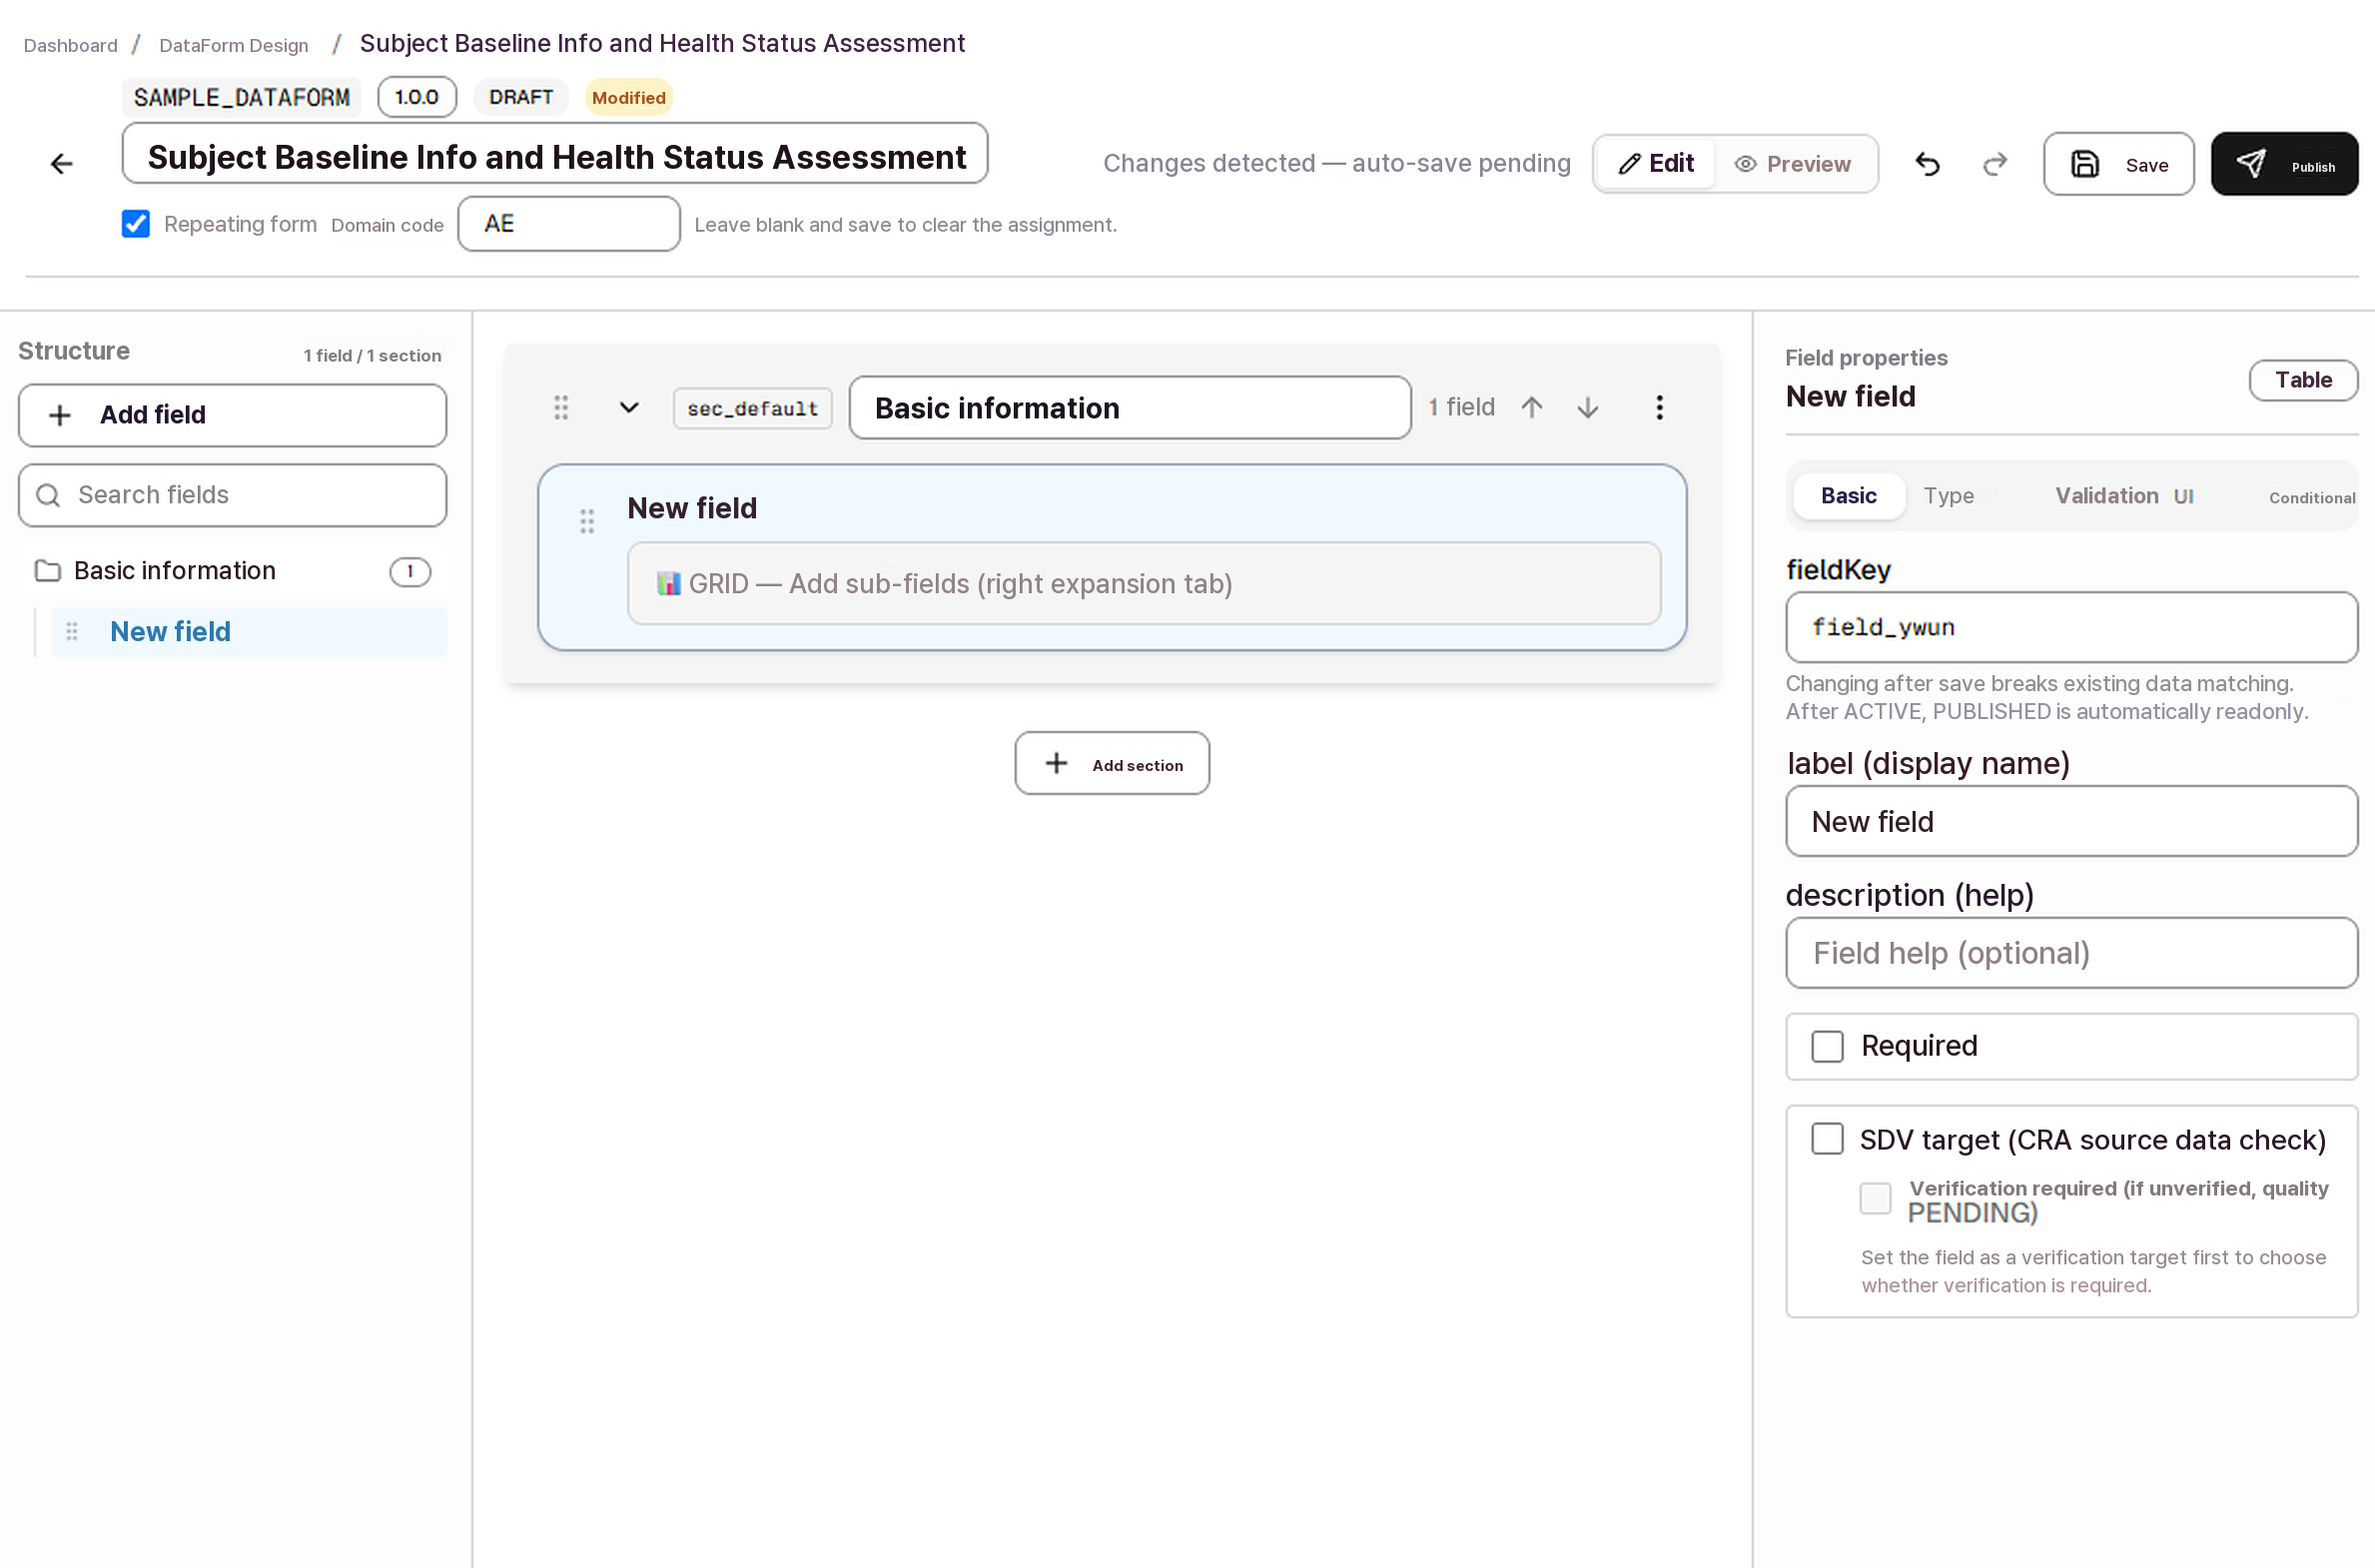 Dashboard / DataForm Design / Subject Baseline Info and Health Status Assessment
SAMPLE_DATAFORM 1.0.0 DRAFT Modified
Subject Baseline Info and Health Status Assessment
Changes detected — auto-save pending Edit Preview Save Publish
Repeating form Domain code AE Leave blank and save to clear the assignment.
Structure 1 field / 1 section
Add field
Search fields
Basic information 1
New field
sec_default Basic information 1 field
New field
GRID — Add sub-fields (right expansion tab)
Add section
Field properties
New field
Table
Basic Type Validation UI Conditional
fieldKey
field_ywun
Changing after save breaks existing data matching.
After ACTIVE, PUBLISHED is automatically readonly.
label (display name)
New field
description (help)
Field help (optional)
Required
SDV target (CRA source data check)
Verification required (if unverified, quality
PENDING)
Set the field as a verification target first to choose
whether verification is required.